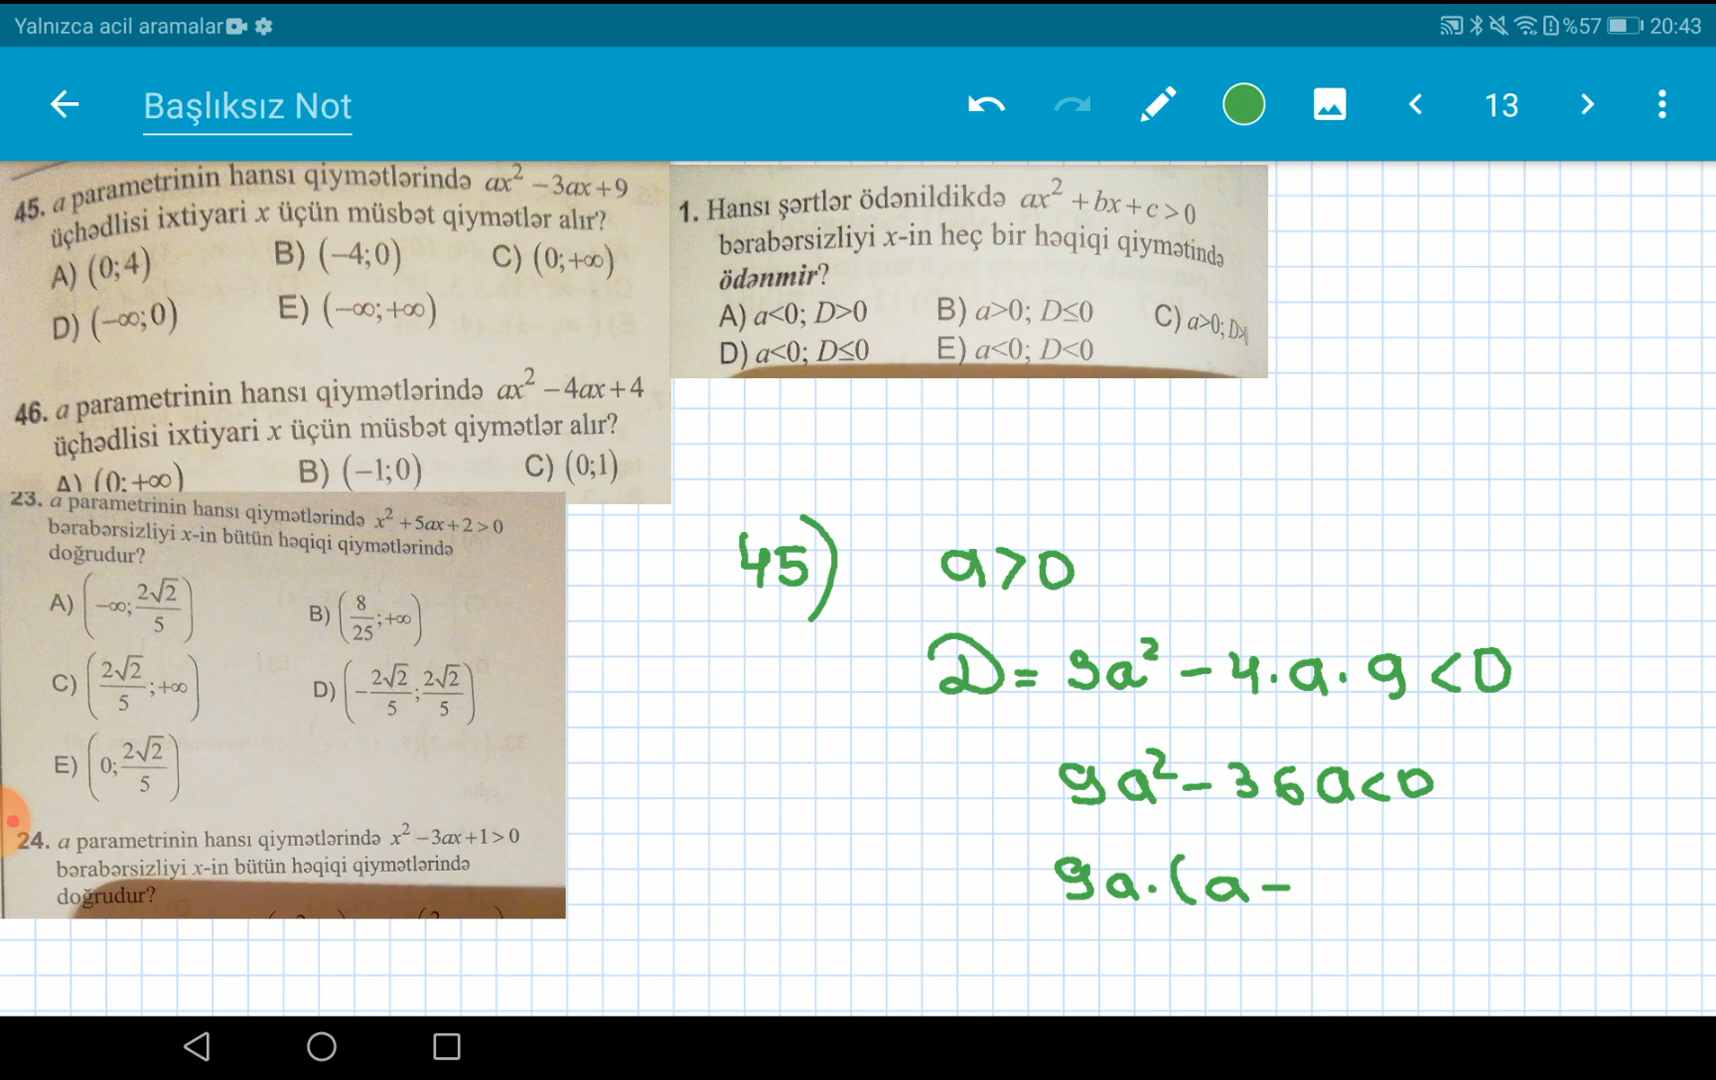 Yalnızca acil aramalar
%57 20:43
Başlıksız Not
13
45. a parametrinin hansı qiymətlərində ax² − 3ax + 9
üçhədlisi ixtiyari x üçün müsbət qiymətlər alır?
A) (0;4) B) (−4;0) C) (0;+∞)
D) (−∞;0) E) (−∞;+∞)
46. a parametrinin hansı qiymətlərində ax² − 4ax + 4
üçhədlisi ixtiyari x üçün müsbət qiymətlər alır?
A) (0;+∞) B) (−1;0) C) (0;1)
23. a parametrinin hansı qiymətlərində x² + 5ax + 2 > 0
bərabərsizliyi x-in bütün həqiqi qiymətlərində
doğrudur?
A) (−∞; 2√2/5) B) (8/25; +∞)
C) (2√2/5; +∞) D) (−2√2/5; 2√2/5)
E) (0; 2√2/5)
24. a parametrinin hansı qiymətlərində x² − 3ax + 1 > 0
bərabərsizliyi x-in bütün həqiqi qiymətlərində
doğrudur?
1. Hansı şərtlər ödənildikdə ax² + bx + c > 0
bərabərsizliyi x-in heç bir həqiqi qiymətində
ödənmir?
A) a<0; D>0 B) a>0; D≤0 C) a>0; D>
D) a<0; D≤0 E) a<0; D<0
45) a>0
D = 9a² − 4·a·9 < 0
9a² − 36a < 0
9a·(a −